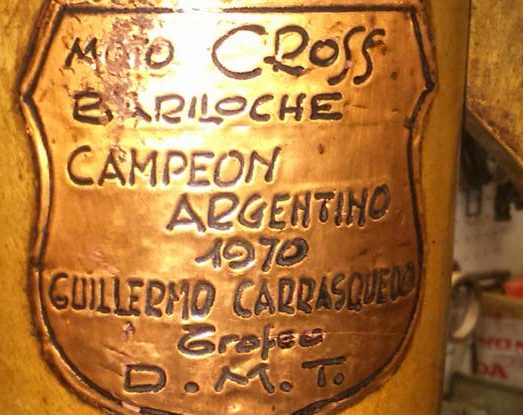 MOTO CROSS
BARILOCHE
CAMPEON
ARGENTINO
1970
GUILLERMO CARRASQUEDO
Trofeo
D.M.T.